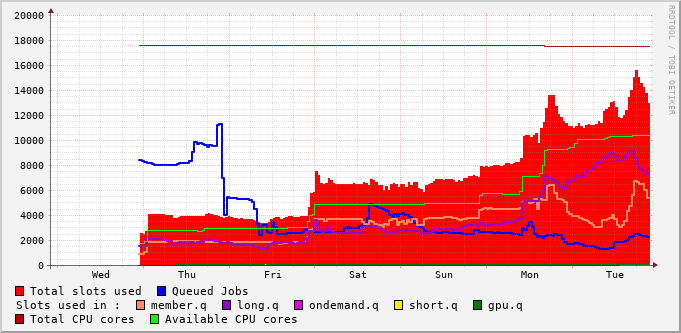 20000
18000
16000
14000
12000
10000
8000
6000
4000
2000
0
Wed Thu Fri Sat Sun Mon Tue
RRDTOOL / TOBI OETIKER
Total slots used Queued Jobs
Slots used in : member.q long.q ondemand.q short.q gpu.q
Total CPU cores Available CPU cores